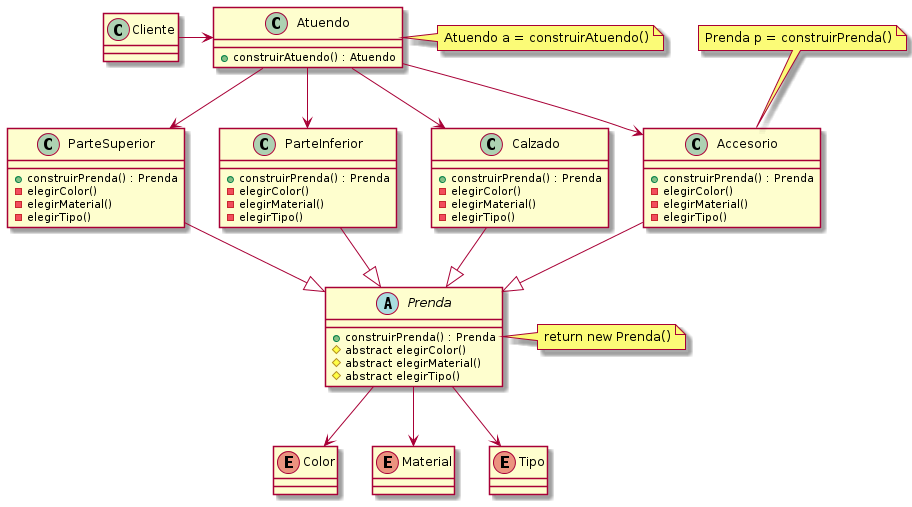 C Cliente
C Atuendo
construirAtuendo() : Atuendo
Atuendo a = construirAtuendo()
Prenda p = construirPrenda()
C ParteSuperior
construirPrenda() : Prenda
elegirColor()
elegirMaterial()
elegirTipo()
C ParteInferior
construirPrenda() : Prenda
elegirColor()
elegirMaterial()
elegirTipo()
C Calzado
construirPrenda() : Prenda
elegirColor()
elegirMaterial()
elegirTipo()
C Accesorio
construirPrenda() : Prenda
elegirColor()
elegirMaterial()
elegirTipo()
A Prenda
construirPrenda() : Prenda
abstract elegirColor()
abstract elegirMaterial()
abstract elegirTipo()
return new Prenda()
E Color
E Material
E Tipo